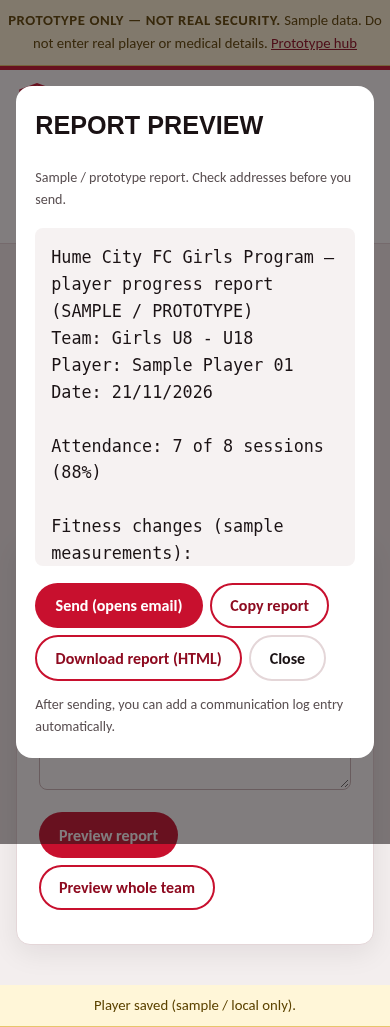 PROTOTYPE ONLY — NOT REAL SECURITY. Sample data. Do
not enter real player or medical details. Prototype hub
REPORT PREVIEW
Sample / prototype report. Check addresses before you
send.
Hume City FC Girls Program —
player progress report
(SAMPLE / PROTOTYPE)
Team: Girls U8 - U18
Player: Sample Player 01
Date: 21/11/2026
Attendance: 7 of 8 sessions
(88%)
Fitness changes (sample
measurements):
Send (opens email)
Copy report
Download report (HTML)
Close
After sending, you can add a communication log entry
automatically.
Preview report
Preview whole team
Player saved (sample / local only).